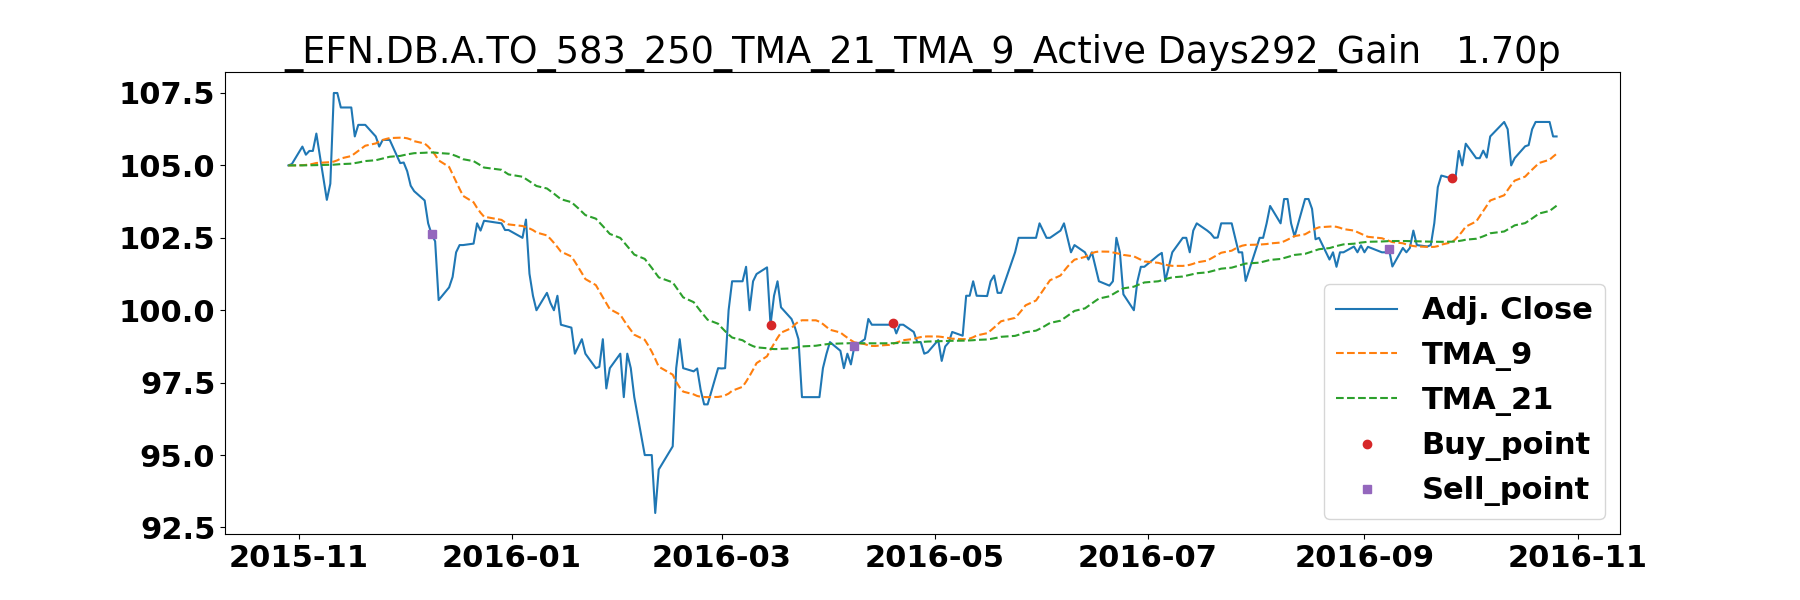 _EFN.DB.A.TO_583_250_TMA_21_TMA_9_Active Days292_Gain   1.70p
107.5
105.0
102.5
100.0
97.5
95.0
92.5
Adj. Close
TMA_9
TMA_21
Buy_point
Sell_point
2015-11 2016-01 2016-03 2016-05 2016-07 2016-09 2016-11